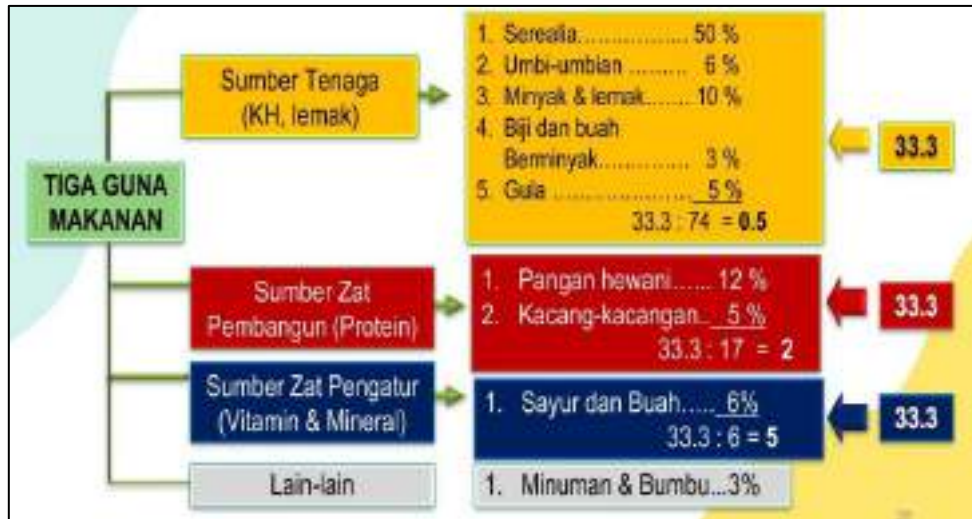 TIGA GUNA
MAKANAN
Sumber Tenaga
(KH, lemak)
1. Serealia.................. 50 %
2. Umbi-umbian ......... 6 %
3. Minyak & lemak....... 10 %
4. Biji dan buah
Berminyak.............. 3 %
5. Gula ...................... 5 %
33.3 : 74 = 0.5
33.3
Sumber Zat
Pembangun (Protein)
1. Pangan hewani...... 12 %
2. Kacang-kacangan.. 5 %
33.3 : 17 = 2
33.3
Sumber Zat Pengatur
(Vitamin & Mineral)
1. Sayur dan Buah..... 6%
33.3 : 6 = 5
33.3
Lain-lain
1. Minuman & Bumbu...3%